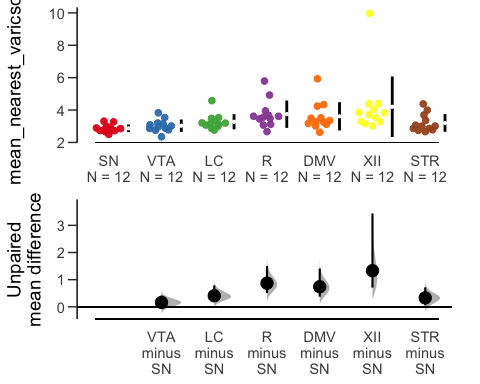 mean_nearest_varicso
10
8
6
4
2
SN VTA LC R DMV XII STR
N = 12 N = 12 N = 12 N = 12 N = 12 N = 12 N = 12
Unpaired
mean difference
3
2
1
0
VTA LC R DMV XII STR
minus minus minus minus minus minus
SN SN SN SN SN SN